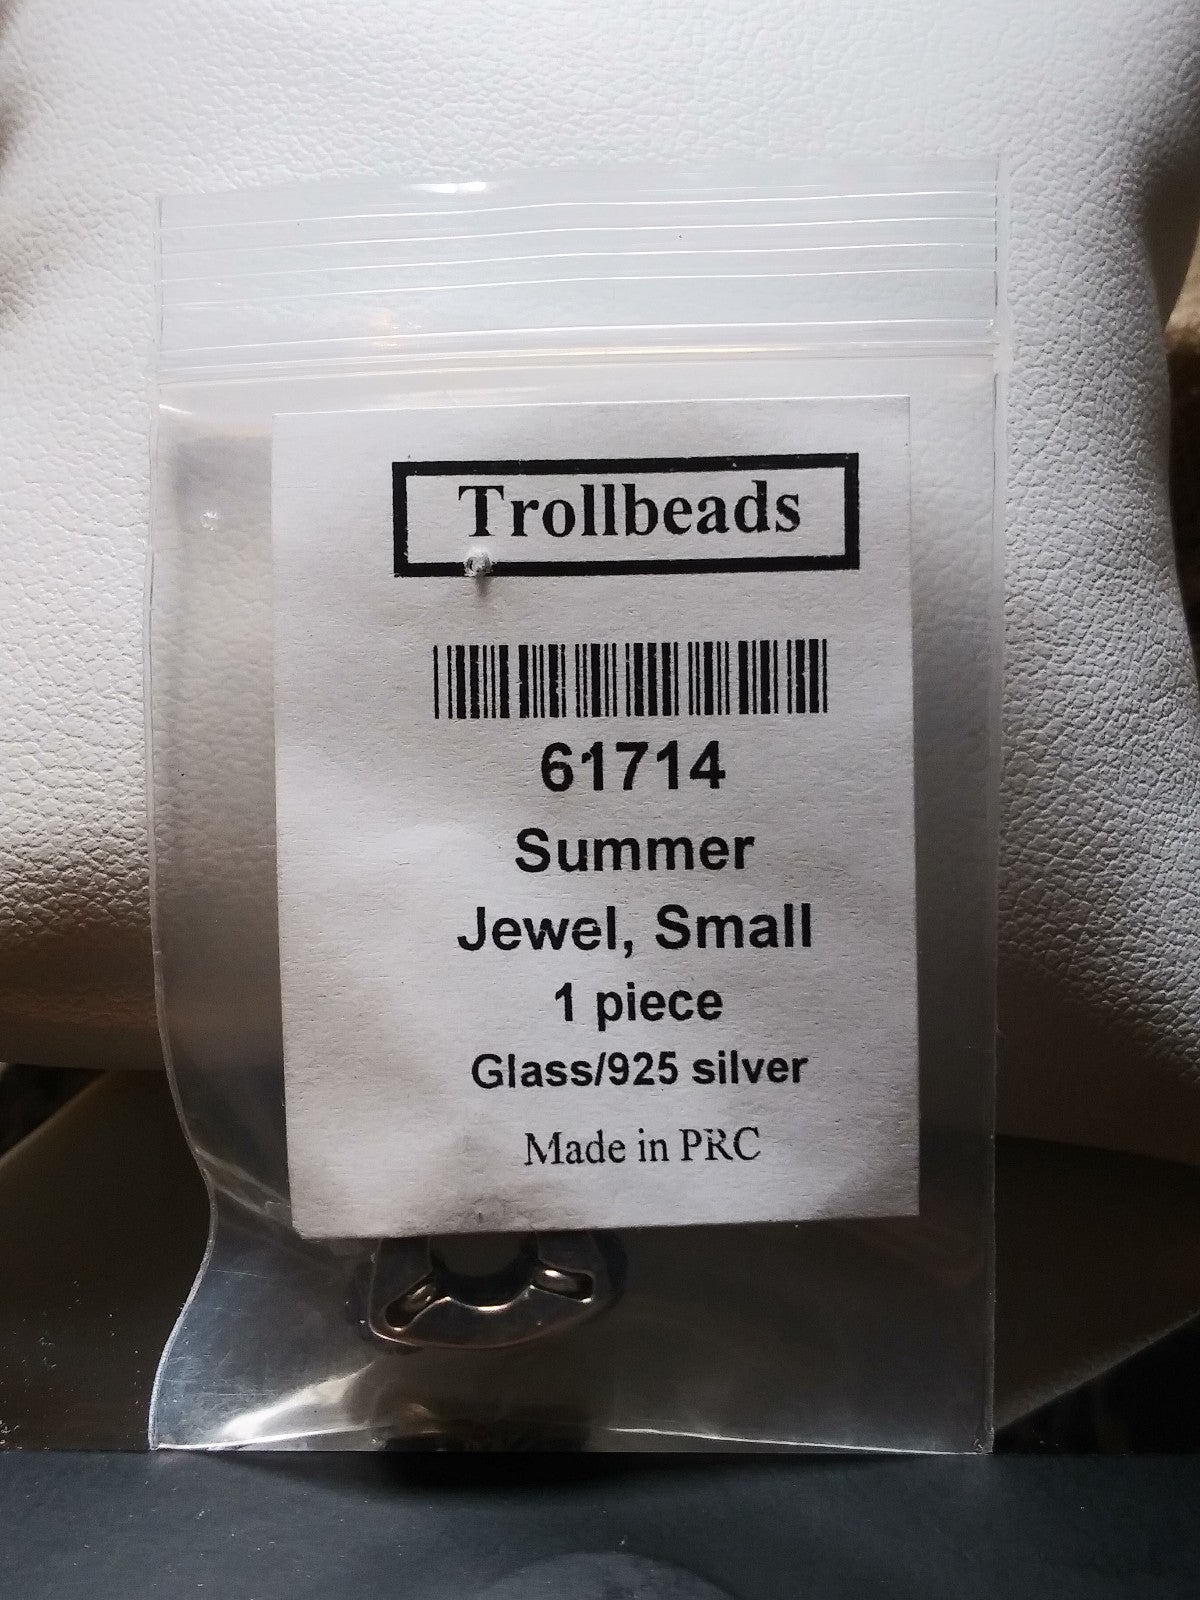 Trollbeads
61714
Summer
Jewel, Small
1 piece
Glass/925 silver
Made in PRC